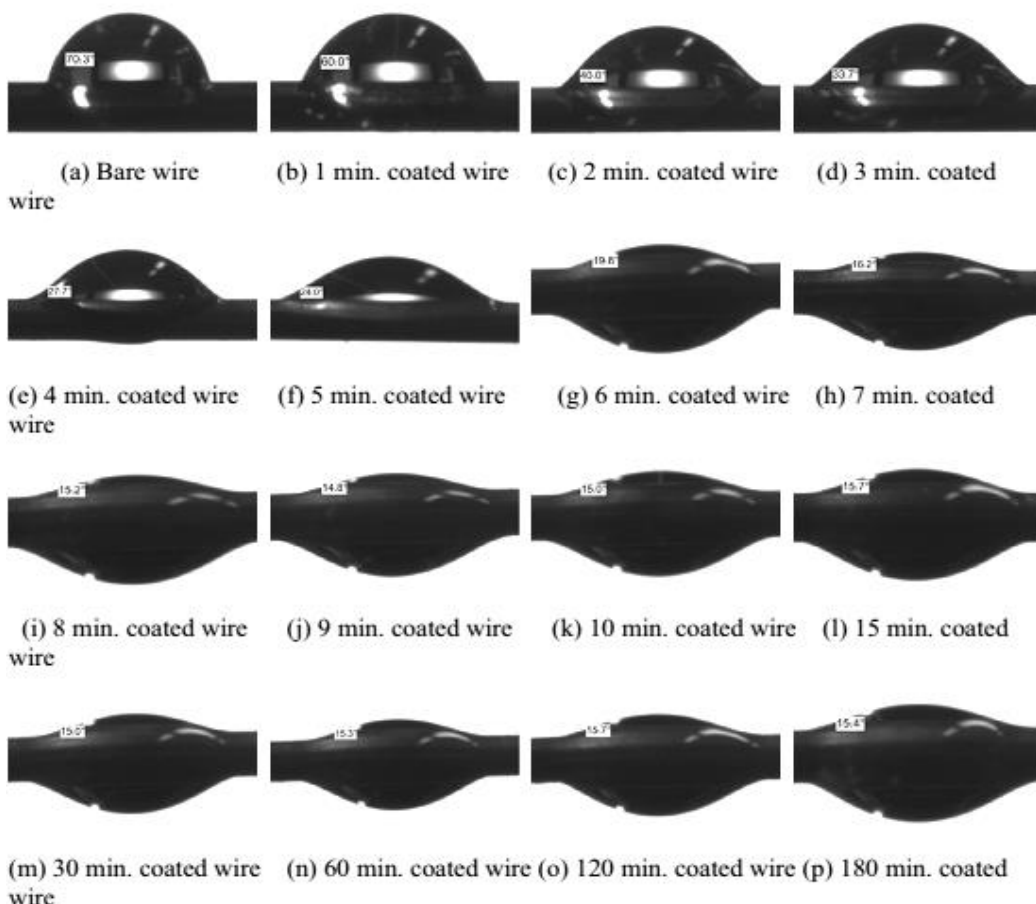 70.3° 60.0° 40.0° 33.7°
(a) Bare wire (b) 1 min. coated wire (c) 2 min. coated wire (d) 3 min. coated
wire
27.7° 24.0° 19.8° 16.2°
(e) 4 min. coated wire (f) 5 min. coated wire (g) 6 min. coated wire (h) 7 min. coated
wire
15.2° 14.8° 15.0° 15.7°
(i) 8 min. coated wire (j) 9 min. coated wire (k) 10 min. coated wire (l) 15 min. coated
wire
15.0° 15.3° 15.7° 15.4°
(m) 30 min. coated wire (n) 60 min. coated wire (o) 120 min. coated wire (p) 180 min. coated
wire